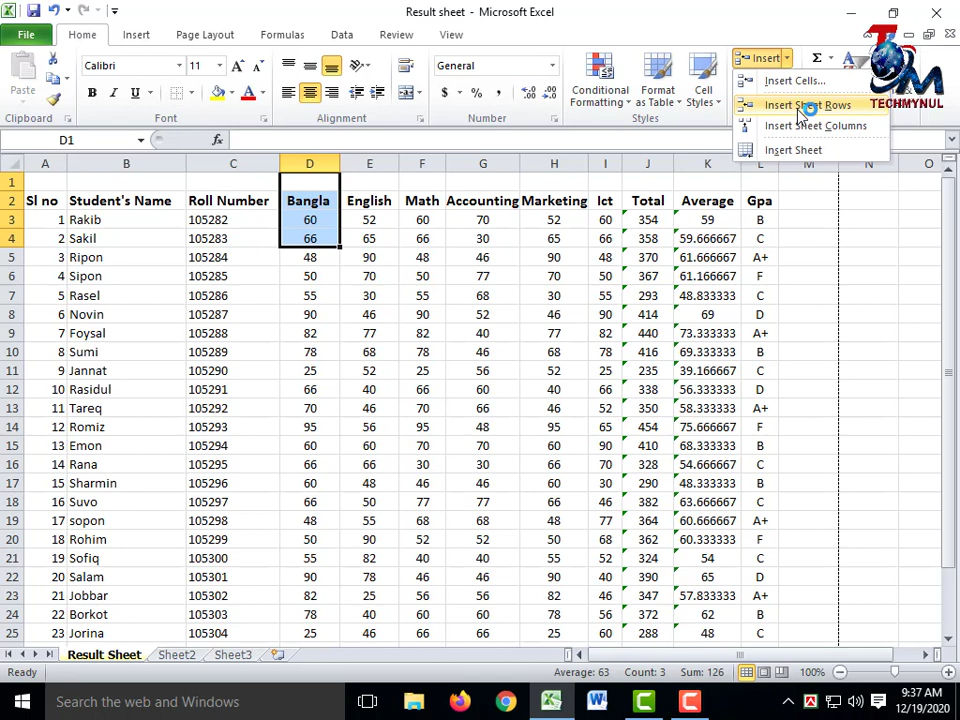 Result sheet - Microsoft Excel
File Home Insert Page Layout Formulas Data Review View
Paste
Calibri 11 A A
General
B I U A
$ % ,
Conditional Formatting
Format as Table
Cell Styles
Insert Σ A
Clipboard Font Alignment Number Styles
Insert Cells...
Insert Sheet Rows
Insert Sheet Columns
Insert Sheet
TECHMYNUL
D1 fx
A B C D E F G H I J K L M N O
1
2 Sl no Student's Name Roll Number Bangla English Math Accounting Marketing Ict Total Average Gpa
3 1 Rakib 105282 60 52 60 70 52 60 354 59 B
4 2 Sakil 105283 66 65 66 30 65 66 358 59.666667 C
5 3 Ripon 105284 48 90 48 46 90 48 370 61.666667 A+
6 4 Sipon 105285 50 70 50 77 70 50 367 61.166667 F
7 5 Rasel 105286 55 30 55 68 30 55 293 48.833333 C
8 6 Novin 105287 90 46 90 52 46 90 414 69 D
9 7 Foysal 105288 82 77 82 40 77 82 440 73.333333 A+
10 8 Sumi 105289 78 68 78 46 68 78 416 69.333333 B
11 9 Jannat 105290 25 52 25 56 52 25 235 39.166667 C
12 10 Rasidul 105291 66 40 66 60 40 66 338 56.333333 D
13 11 Tareq 105292 70 46 70 66 46 52 350 58.333333 A+
14 12 Romiz 105293 95 56 95 48 95 65 454 75.666667 F
15 13 Emon 105294 60 60 70 70 60 90 410 68.333333 B
16 14 Rana 105295 66 66 30 30 66 70 328 54.666667 C
17 15 Sharmin 105296 60 48 46 46 60 30 290 48.333333 B
18 16 Suvo 105297 66 50 77 77 66 46 382 63.666667 C
19 17 sopon 105298 48 55 68 68 48 77 364 60.666667 A+
20 18 Rohim 105299 50 90 52 52 50 68 362 60.333333 F
21 19 Sofiq 105300 55 82 40 40 55 52 324 54 C
22 20 Salam 105301 90 78 46 46 90 40 390 65 D
23 21 Jobbar 105302 82 25 56 56 82 46 347 57.833333 A+
24 22 Borkot 105303 78 40 60 60 78 56 372 62 B
25 23 Jorina 105304 25 46 66 66 25 60 288 48 C
Result Sheet Sheet2 Sheet3
Ready Average: 63 Count: 3 Sum: 126 100%
Search the web and Windows
9:37 AM
12/19/2020